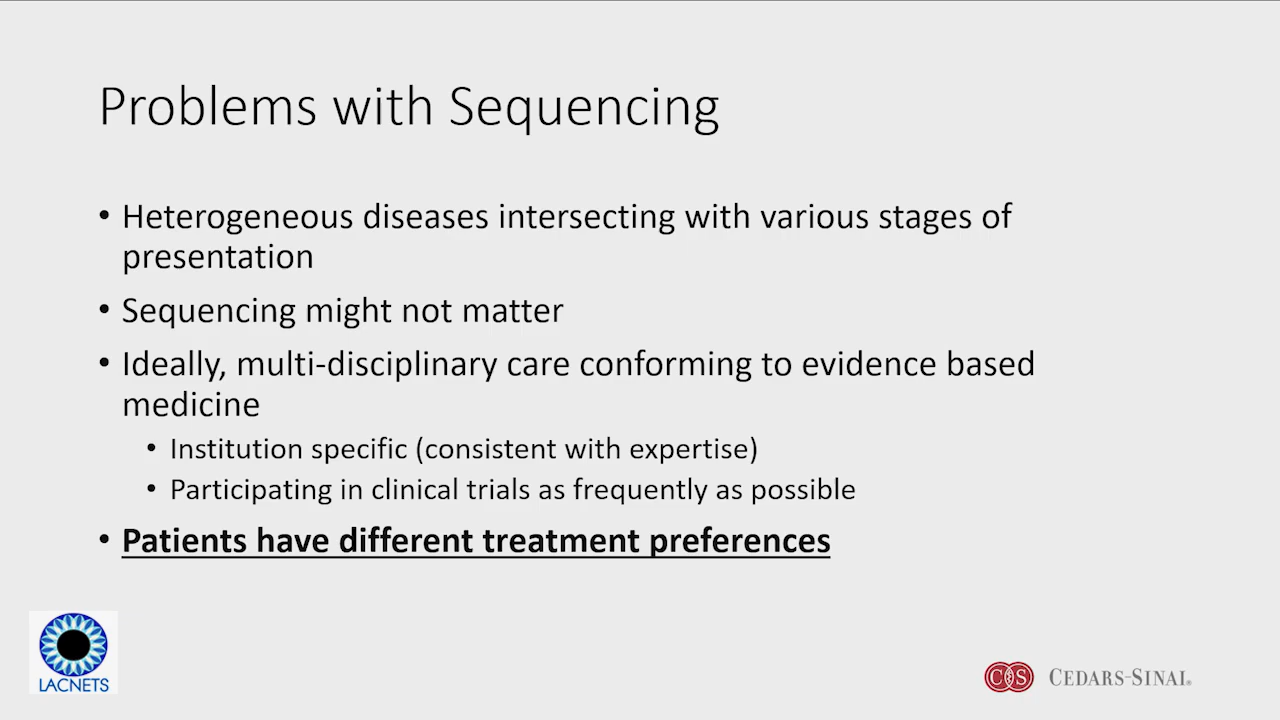 Problems with Sequencing
• Heterogeneous diseases intersecting with various stages of
presentation
• Sequencing might not matter
• Ideally, multi-disciplinary care conforming to evidence based
medicine
• Institution specific (consistent with expertise)
• Participating in clinical trials as frequently as possible
• Patients have different treatment preferences
LACNETS
CS CEDARS-SINAI®